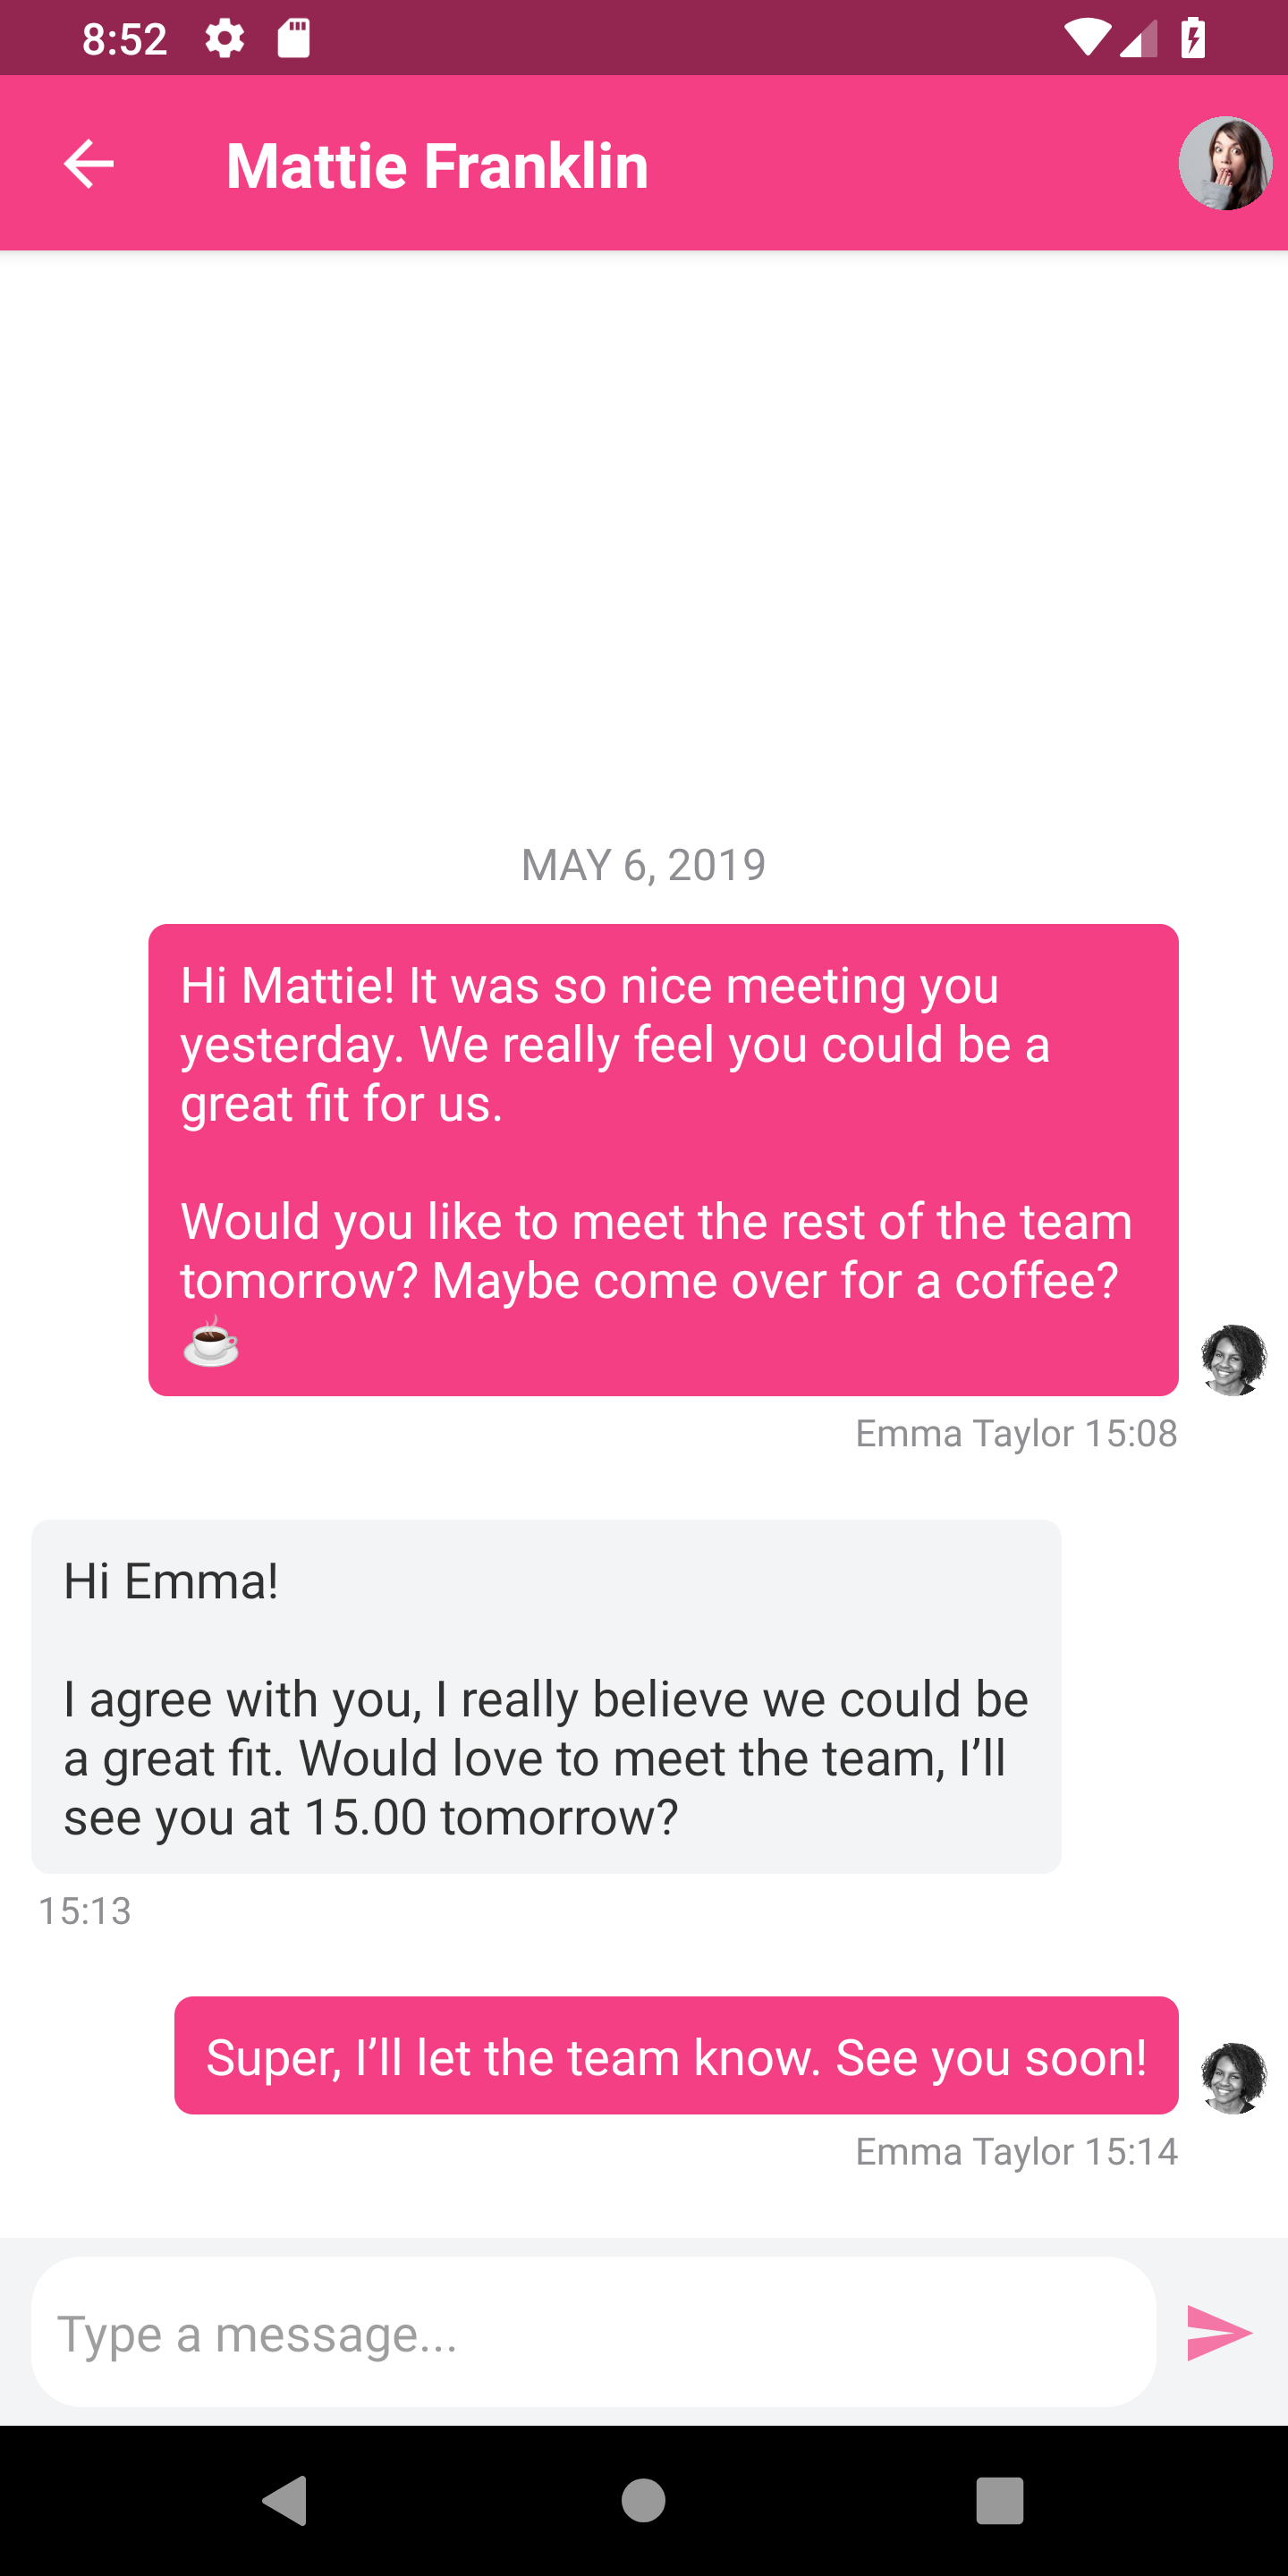 8:52
Mattie Franklin
MAY 6, 2019
Hi Mattie! It was so nice meeting you
yesterday. We really feel you could be a
great fit for us.
Would you like to meet the rest of the team
tomorrow? Maybe come over for a coffee?
☕
Emma Taylor 15:08
Hi Emma!
I agree with you, I really believe we could be
a great fit. Would love to meet the team, I’ll
see you at 15.00 tomorrow?
15:13
Super, I’ll let the team know. See you soon!
Emma Taylor 15:14
Type a message...